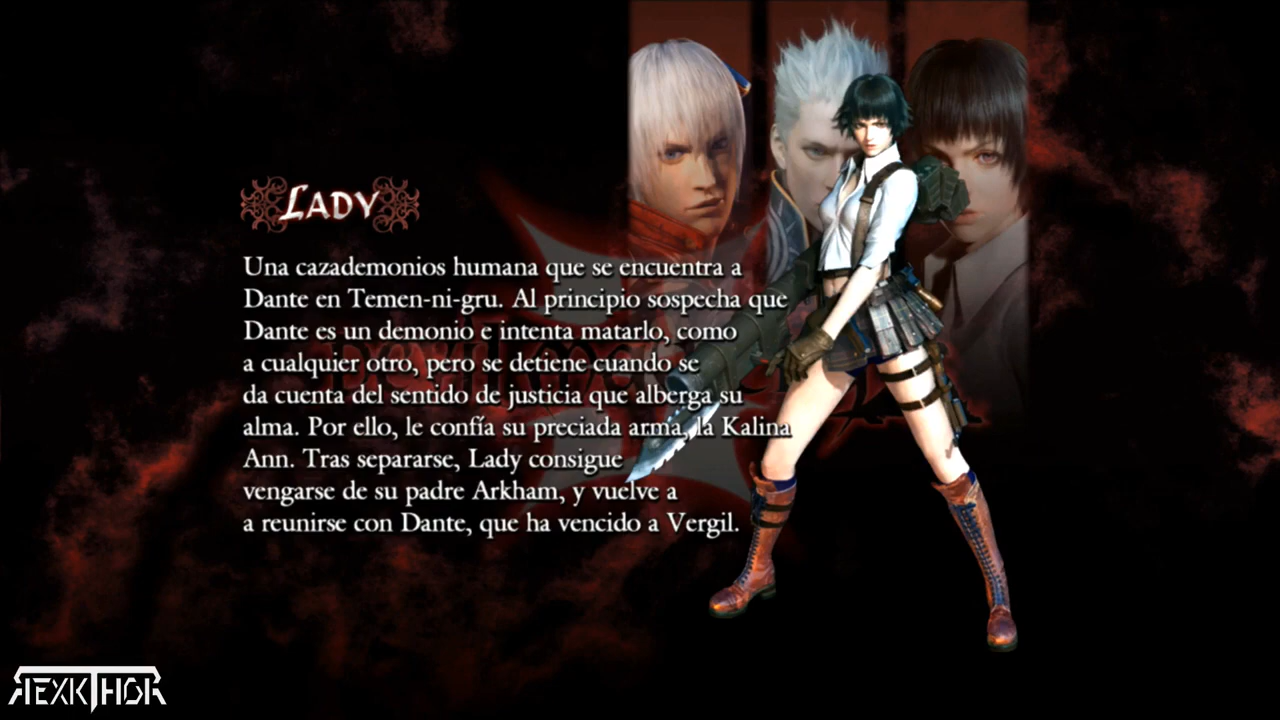 LADY
Una cazademonios humana que se encuentra a
Dante en Temen-ni-gru. Al principio sospecha que
Dante es un demonio e intenta matarlo, como
a cualquier otro, pero se detiene cuando se
da cuenta del sentido de justicia que alberga su
alma. Por ello, le confía su preciada arma, la Kalina
Ann. Tras separarse, Lady consigue
vengarse de su padre Arkham, y vuelve a
a reunirse con Dante, que ha vencido a Vergil.